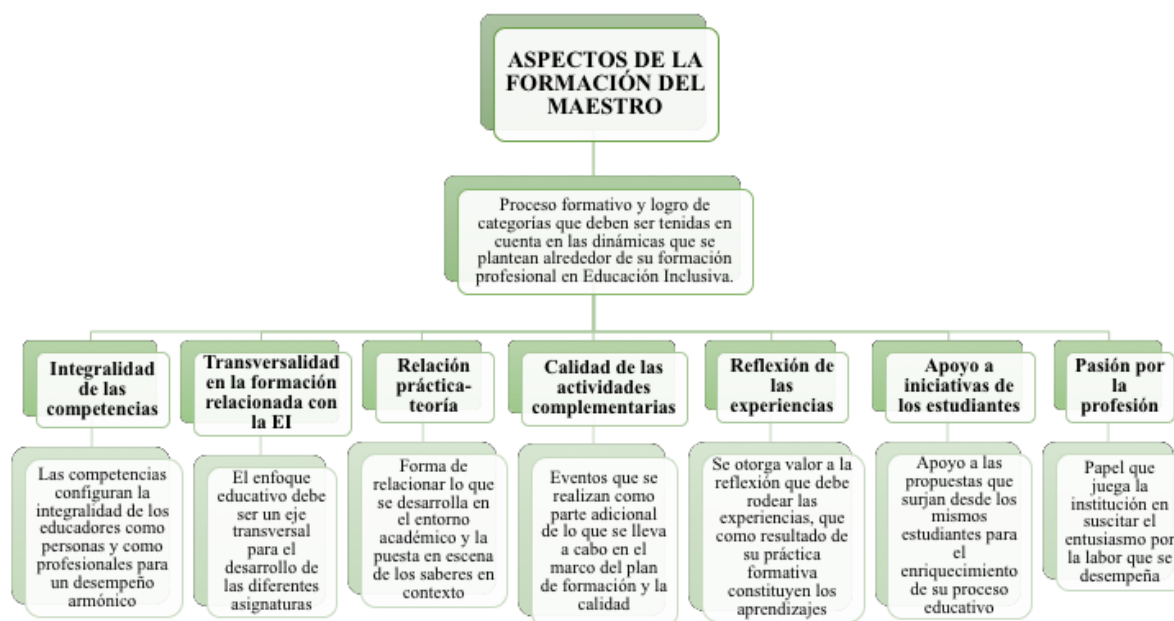 ASPECTOS DE LA
FORMACIÓN DEL
MAESTRO
Proceso formativo y logro de
categorías que deben ser tenidas en
cuenta en las dinámicas que se
plantean alrededor de su formación
profesional en Educación Inclusiva.
Integralidad
de las
competencias
Las competencias
configuran la
integralidad de los
educadores como
personas y como
profesionales para
un desempeño
armónico
Transversalidad
en la formación
relacionada con
la EI
El enfoque
educativo debe
ser un eje
transversal para
el desarrollo de
las diferentes
asignaturas
Relación
práctica-
teoría
Forma de
relacionar lo que
se desarrolla en
el entorno
académico y la
puesta en escena
de los saberes en
contexto
Calidad de las
actividades
complementarias
Eventos que se
realizan como
parte adicional
de lo que se lleva
a cabo en el
marco del plan de
formación y la
calidad
Reflexión de
las
experiencias
Se otorga valor a la
reflexión que debe
rodear las
experiencias, que
como resultado de
su práctica
formativa
constituyen los
aprendizajes
Apoyo a
iniciativas de
los estudiantes
Apoyo a las
propuestas que
surjan desde los
mismos
estudiantes para
el
enriquecimiento
de su proceso
educativo
Pasión por
la
profesión
Papel que
juega la
institución en
suscitar el
entusiasmo por
la labor que se
desempeña